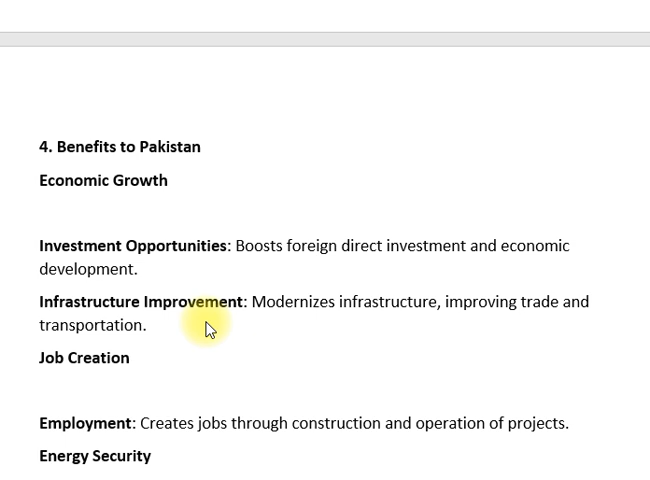 4. Benefits to Pakistan
Economic Growth
Investment Opportunities: Boosts foreign direct investment and economic
development.
Infrastructure Improvement: Modernizes infrastructure, improving trade and
transportation.
Job Creation
Employment: Creates jobs through construction and operation of projects.
Energy Security